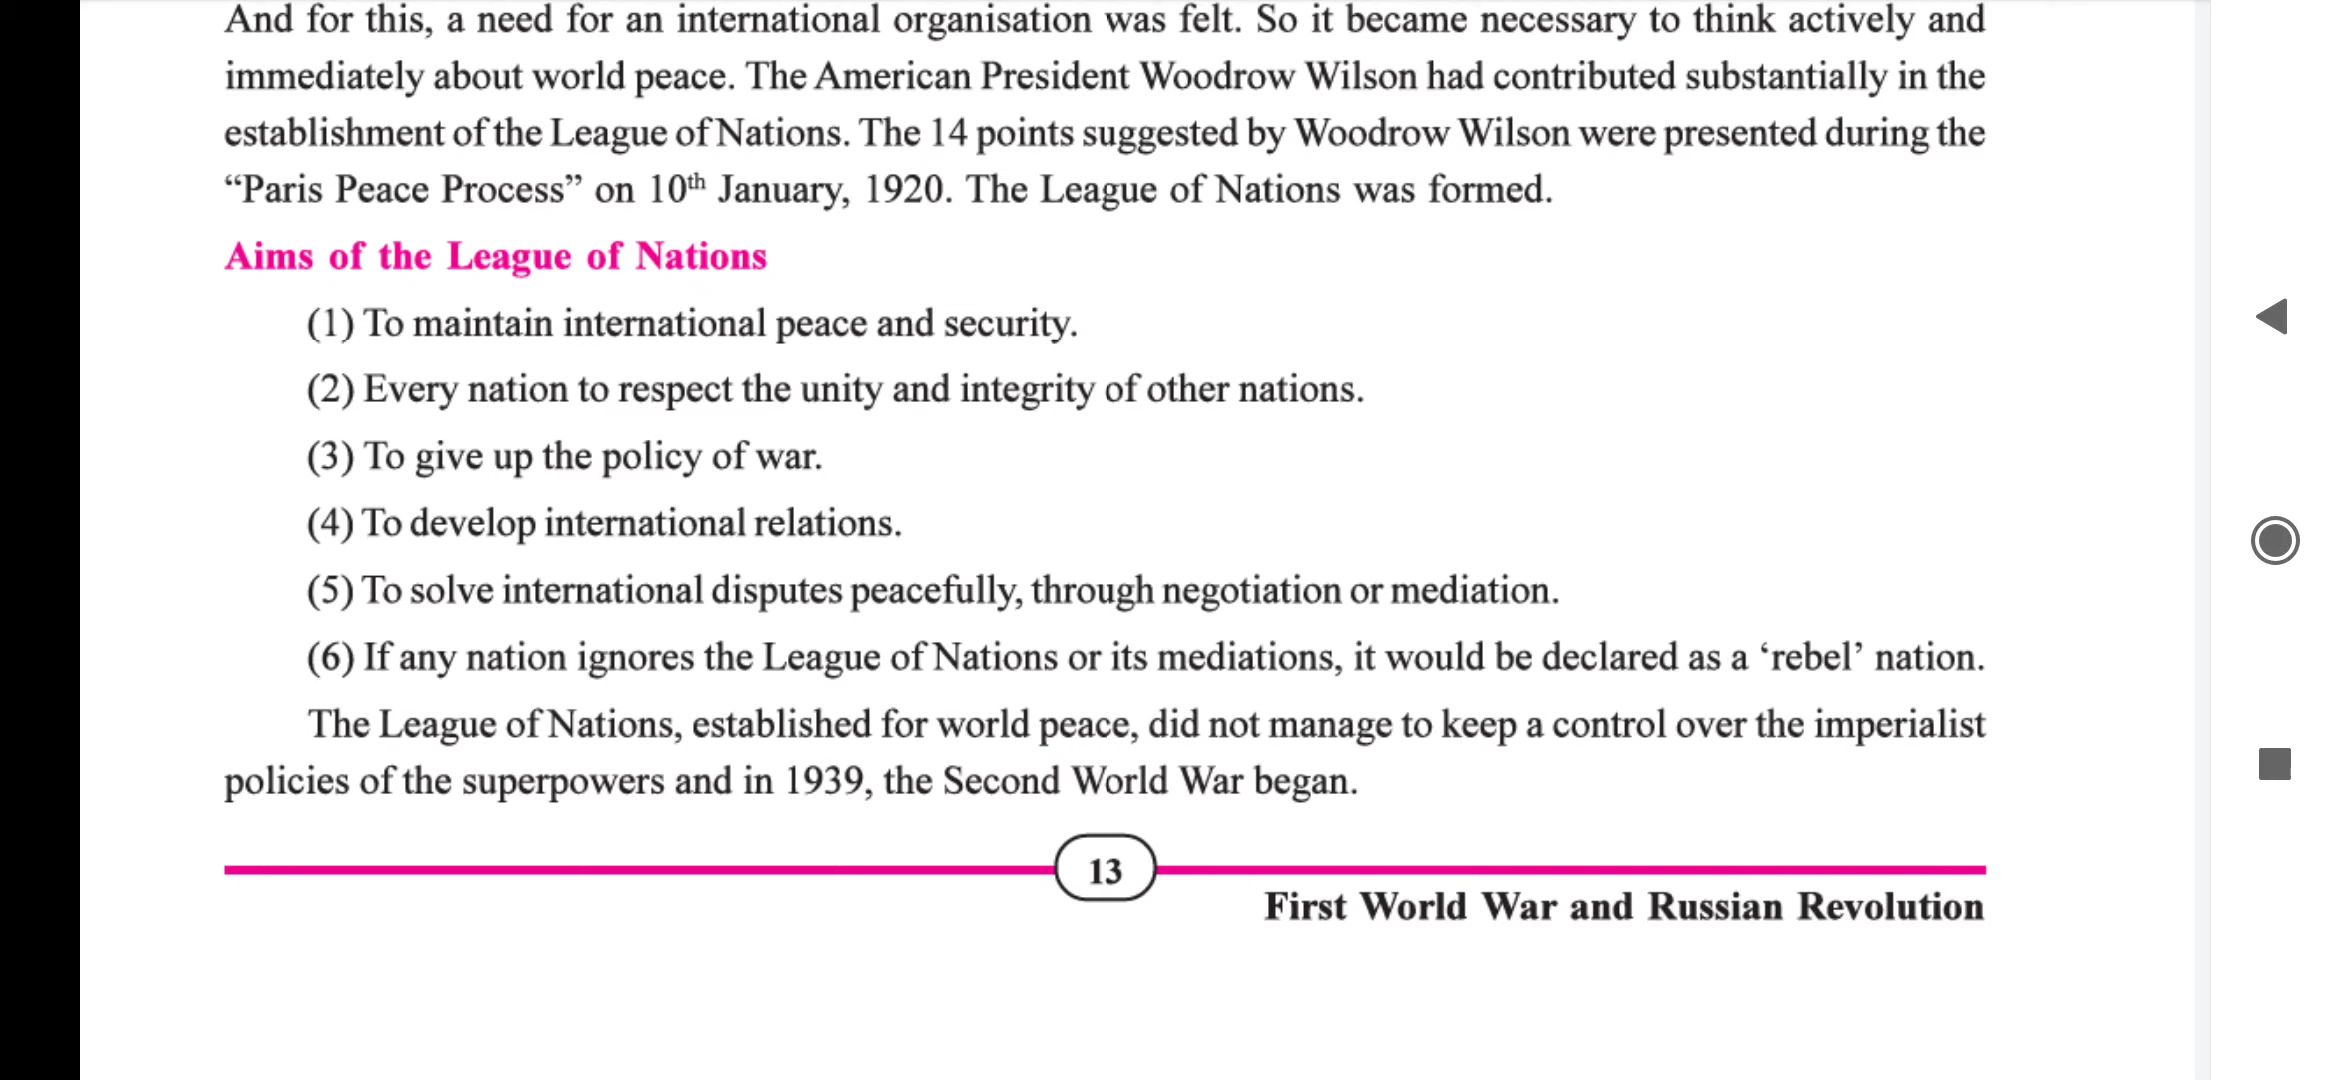 And for this, a need for an international organisation was felt. So it became necessary to think actively and
immediately about world peace. The American President Woodrow Wilson had contributed substantially in the
establishment of the League of Nations. The 14 points suggested by Woodrow Wilson were presented during the
“Paris Peace Process” on 10th January, 1920. The League of Nations was formed.
Aims of the League of Nations
(1) To maintain international peace and security.
(2) Every nation to respect the unity and integrity of other nations.
(3) To give up the policy of war.
(4) To develop international relations.
(5) To solve international disputes peacefully, through negotiation or mediation.
(6) If any nation ignores the League of Nations or its mediations, it would be declared as a ‘rebel’ nation.
The League of Nations, established for world peace, did not manage to keep a control over the imperialist
policies of the superpowers and in 1939, the Second World War began.
13
First World War and Russian Revolution